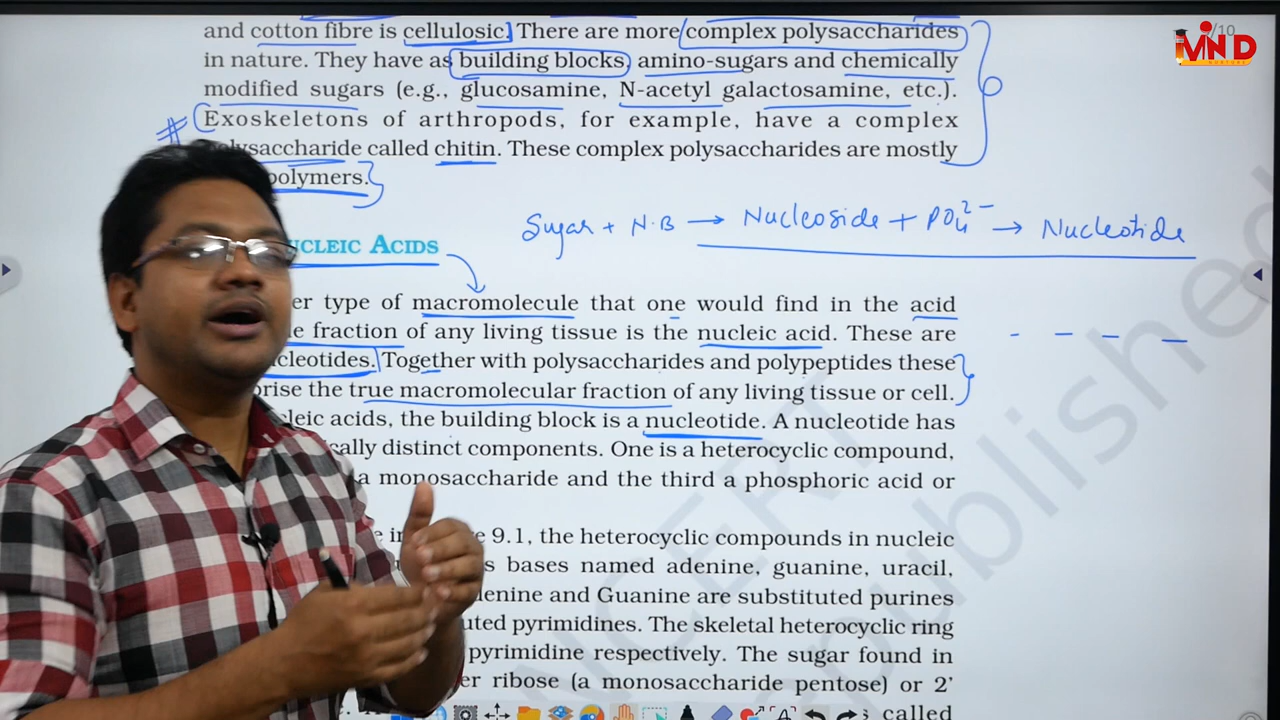 and cotton fibre is cellulosic. There are more complex polysaccharides
in nature. They have as building blocks, amino-sugars and chemically
modified sugars (e.g., glucosamine, N-acetyl galactosamine, etc.).
Exoskeletons of arthropods, for example, have a complex
polysaccharide called chitin. These complex polysaccharides are mostly
polymers.
/10
MND
Sugar + N.B → Nucleoside + PO₄²⁻ → Nucleotide
UCLEIC ACIDS
er type of macromolecule that one would find in the acid
e fraction of any living tissue is the nucleic acid. These are
cleotides. Together with polysaccharides and polypeptides these
prise the true macromolecular fraction of any living tissue or cell.
cleic acids, the building block is a nucleotide. A nucleotide has
cally distinct components. One is a heterocyclic compound,
a monosaccharide and the third a phosphoric acid or
e 9.1, the heterocyclic compounds in nucleic
s bases named adenine, guanine, uracil,
denine and Guanine are substituted purines
uted pyrimidines. The skeletal heterocyclic ring
pyrimidine respectively. The sugar found in
er ribose (a monosaccharide pentose) or 2'
called
NCERT
published